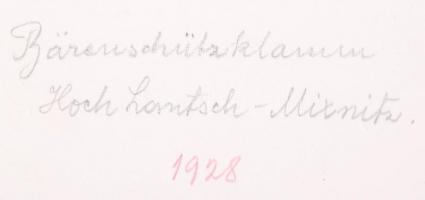 Bärenschützklamm
Hoch Lantsch - Mixnitz.
1928